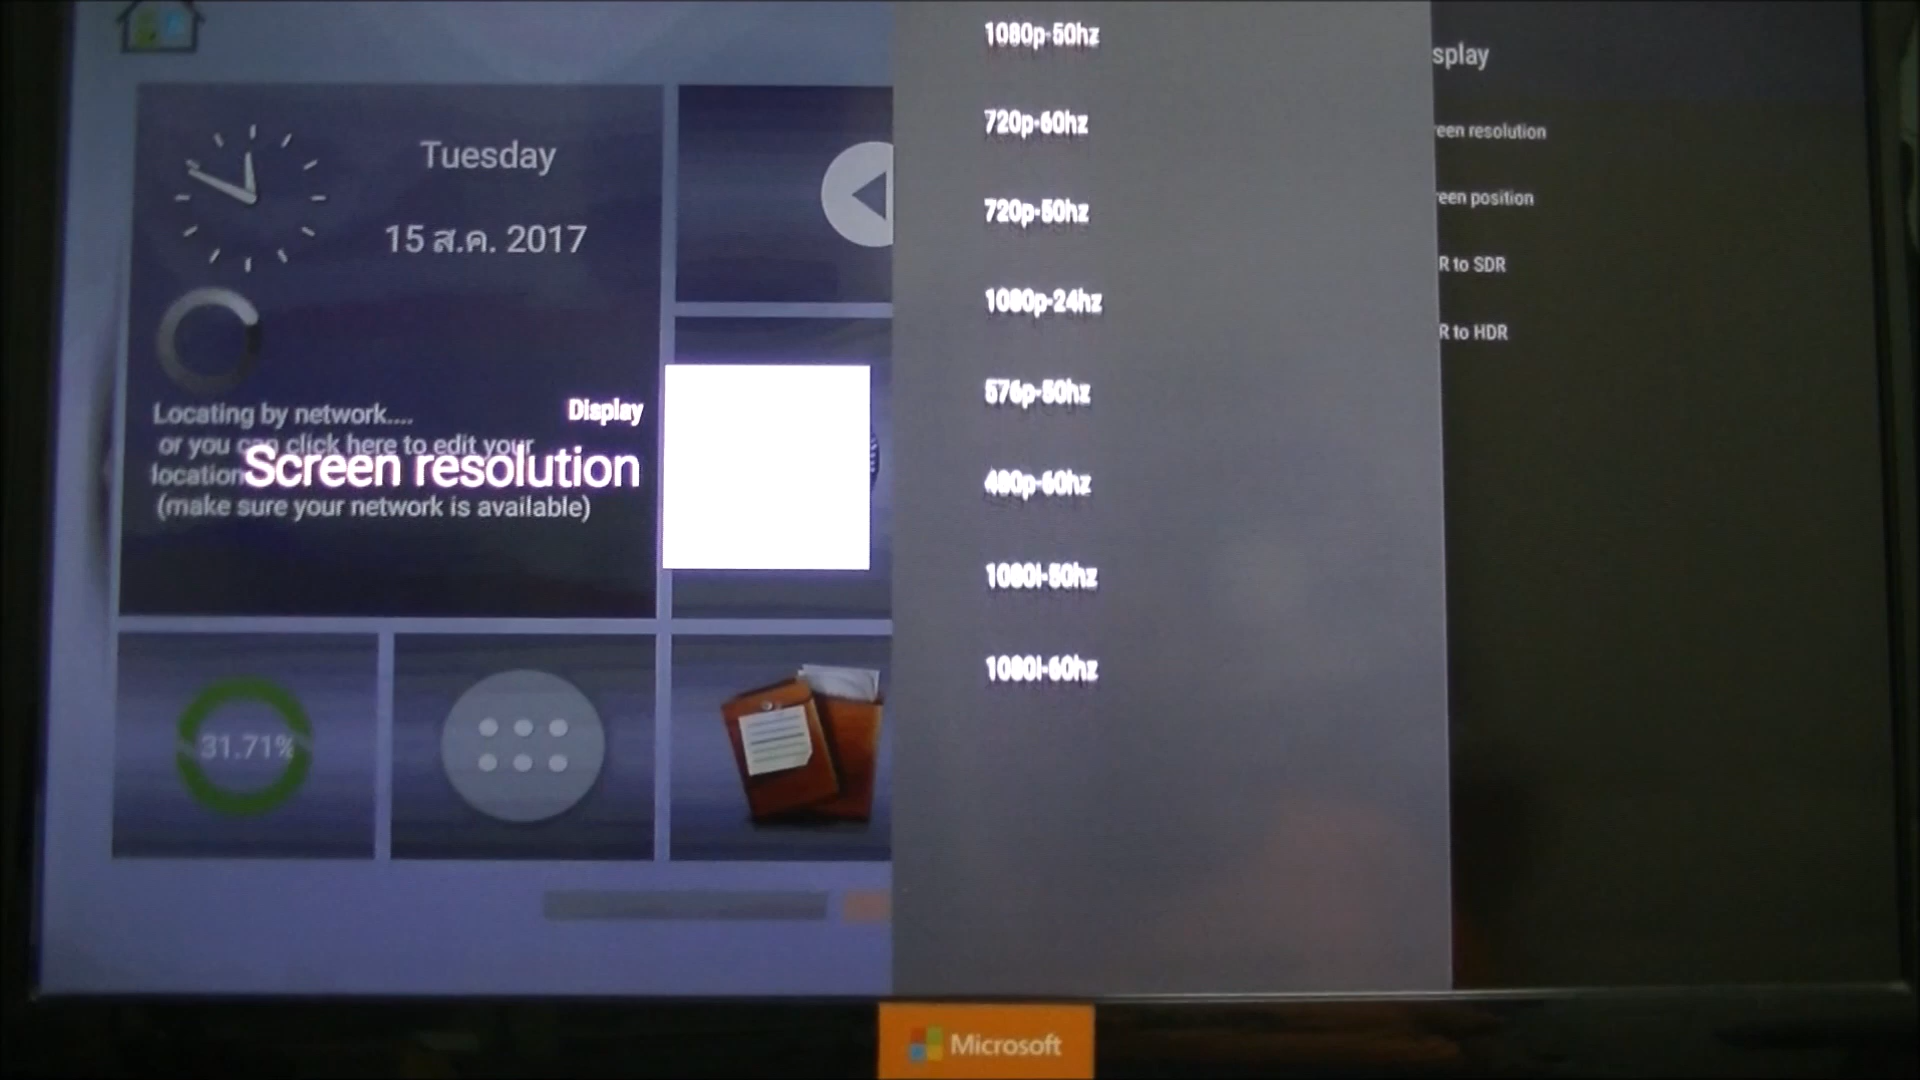 Tuesday
15 ส.ค. 2017
Locating by network....
or you can click here to edit your
location
(make sure your network is available)
Display
Screen resolution
31.71%
1080p-50hz
720p-60hz
720p-50hz
1080p-24hz
576p-50hz
480p-60hz
1080i-50hz
1080i-60hz
splay
reen resolution
reen position
R to SDR
R to HDR
Microsoft